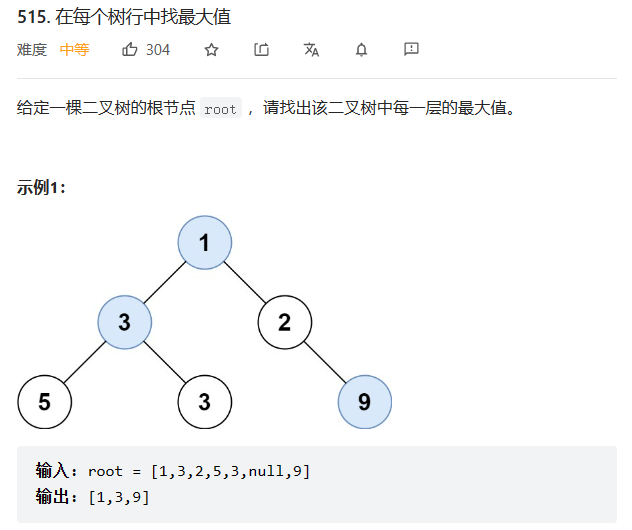 515. 在每个树行中找最大值
难度 中等 304
给定一棵二叉树的根节点 root ，请找出该二叉树中每一层的最大值。
示例1：
1
3 2
5 3 9
输入：root = [1,3,2,5,3,null,9]
输出：[1,3,9]